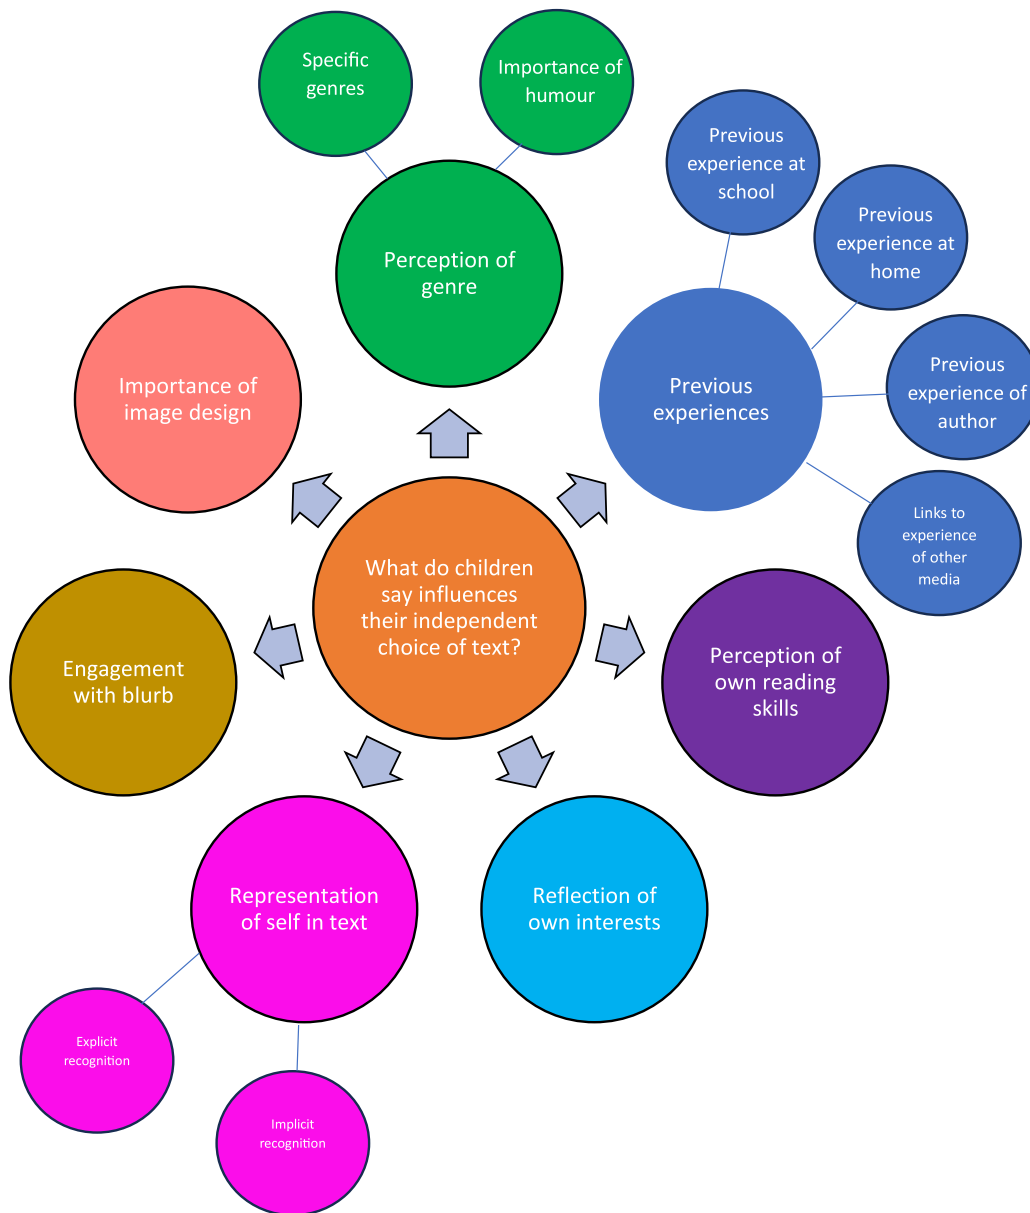 Specific
genres
Importance of
humour
Previous
experience at
school
Previous
experience at
home
Perception of
genre
Importance of
image design
Previous
experiences
Previous
experience of
author
Links to
experience
of other
media
What do children
say influences
their independent
choice of text?
Engagement
with blurb
Perception of
own reading
skills
Representation
of self in text
Reflection of
own interests
Explicit
recognition
Implicit
recognition